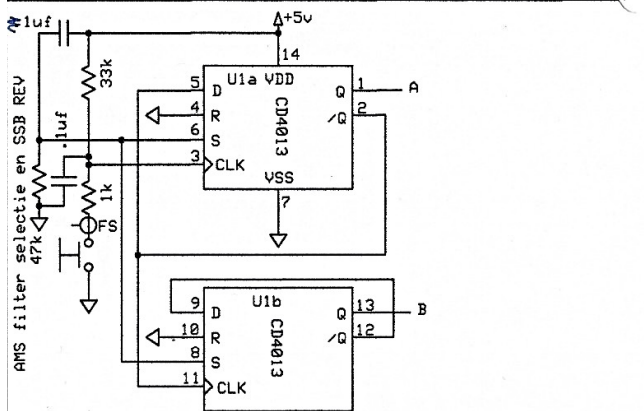 *1uf
+5v
14
33k
5
D
U1a VDD
Q
1
A
4
R
/Q
2
.1uf
6
S
CD4013
3
CLK
1k
VSS
7
FS
47k
AMS filter selectie en SSB REV
9
D
U1b
Q
13
B
10
R
/Q
12
8
S
CD4013
11
CLK